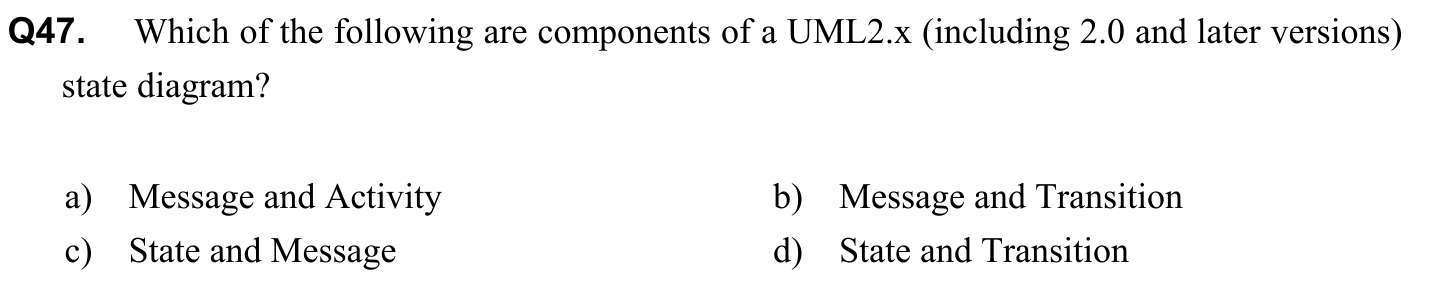 Q47. Which of the following are components of a UML2.x (including 2.0 and later versions)
state diagram?
a) Message and Activity b) Message and Transition
c) State and Message d) State and Transition